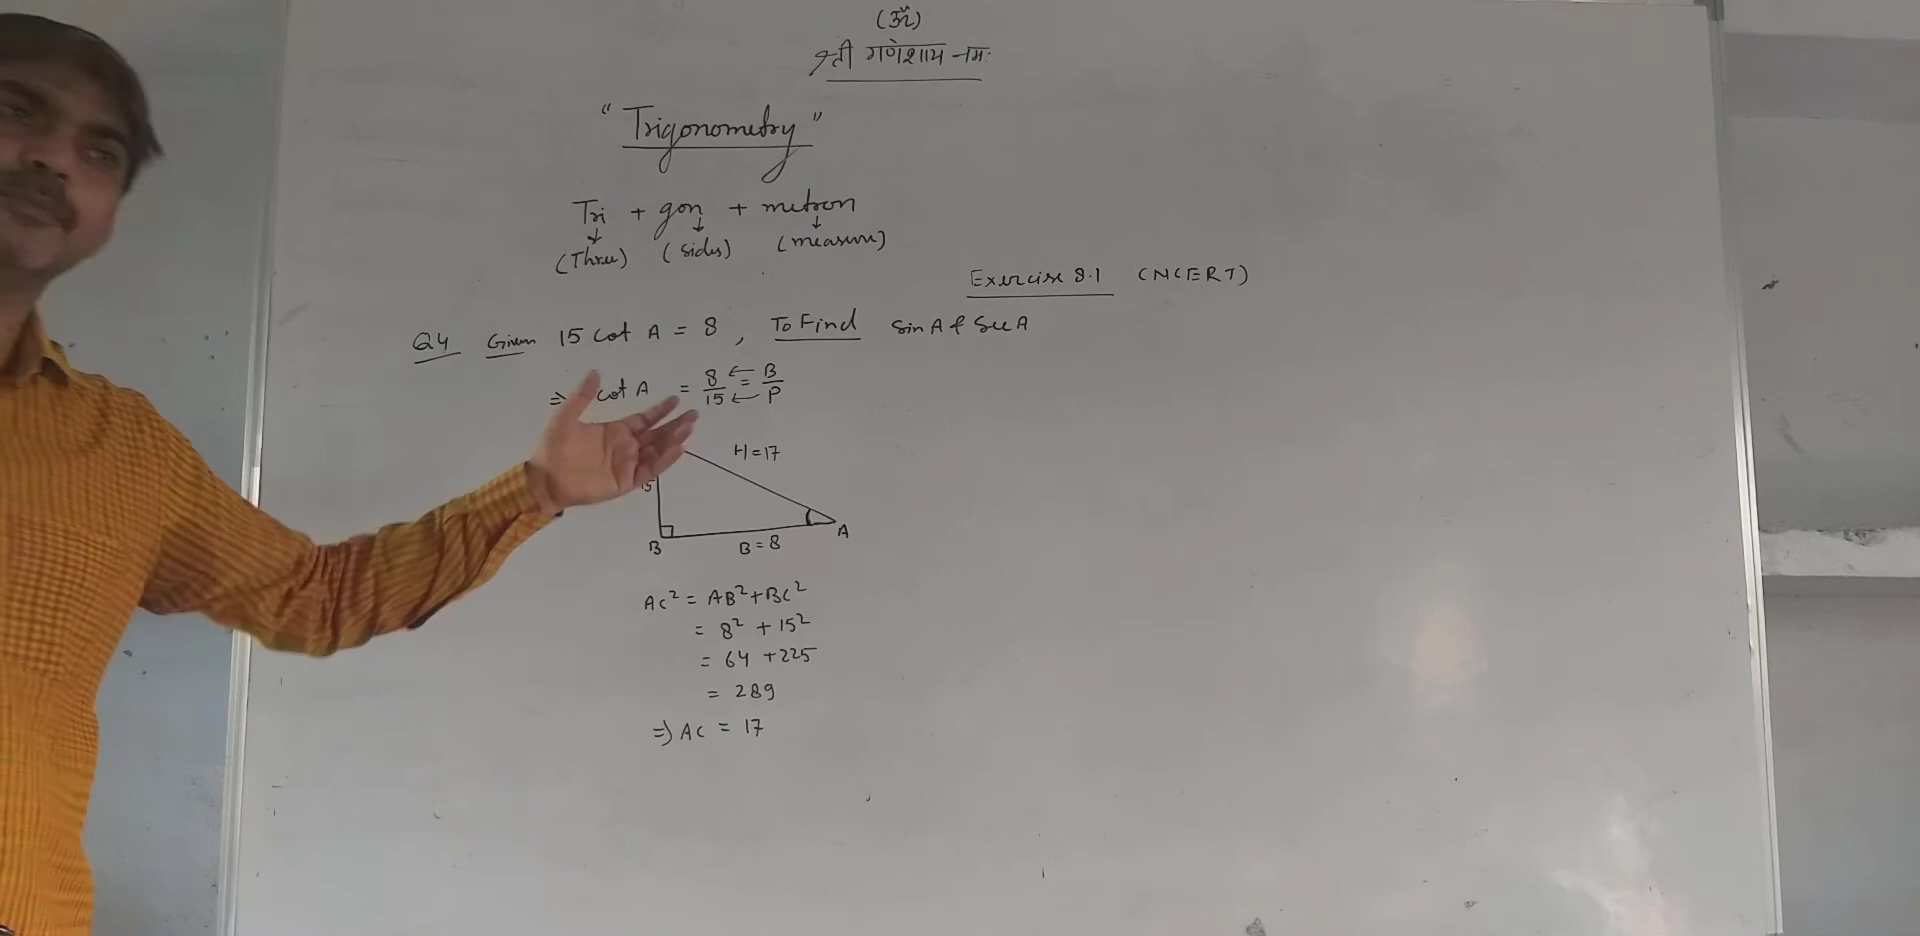 (ॐ)
श्री गणेशाय नमः
"Trigonometry"
Tri + gon + metron
(Three) (sides) (measure)
Exercise 8.1 (NCERT)
Q4 Given 15 cot A = 8, To Find sin A & Sec A
⇒ cot A = 8/15 = B/P
H=17
15
A
B
B=8
AC² = AB²+BC²
= 8² + 15²
= 64 + 225
= 289
⇒ AC = 17